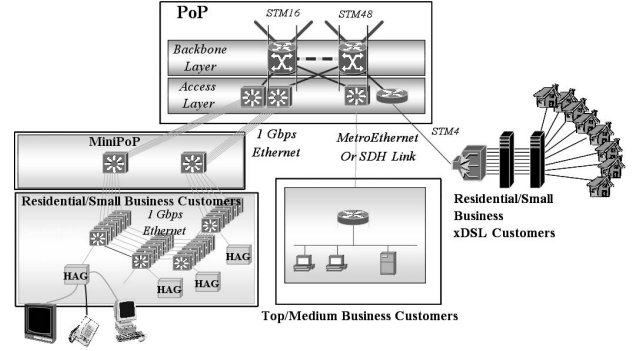 PoP
STM16
STM48
Backbone
Layer
Access
Layer
MiniPoP
1 Gbps
Ethernet
MetroEthernet
Or SDH Link
STM4
Residential/Small
Business
xDSL Customers
Residential/Small Business Customers
1 Gbps
Ethernet
HAG
HAG
HAG
HAG
Top/Medium Business Customers